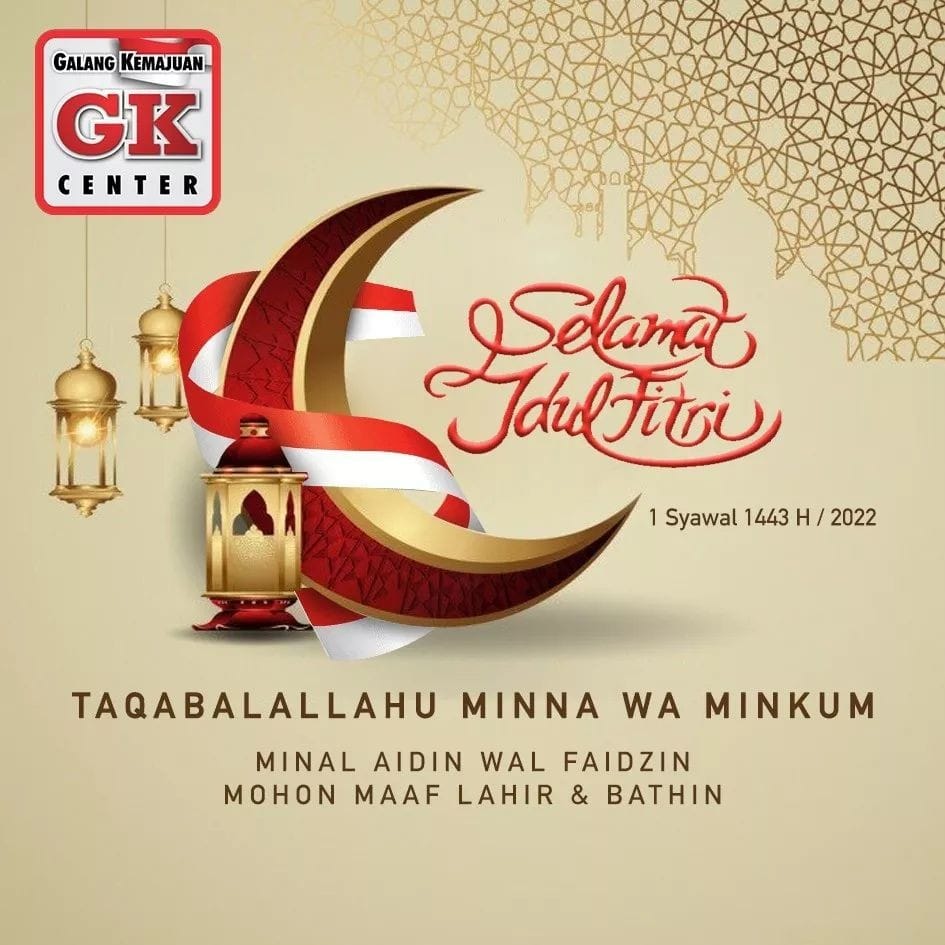 GALANG KEMAJUAN
GK
CENTER
Selamat
Idul Fitri
1 Syawal 1443 H / 2022
TAQABALALLAHU MINNA WA MINKUM
MINAL AIDIN WAL FAIDZIN
MOHON MAAF LAHIR & BATHIN